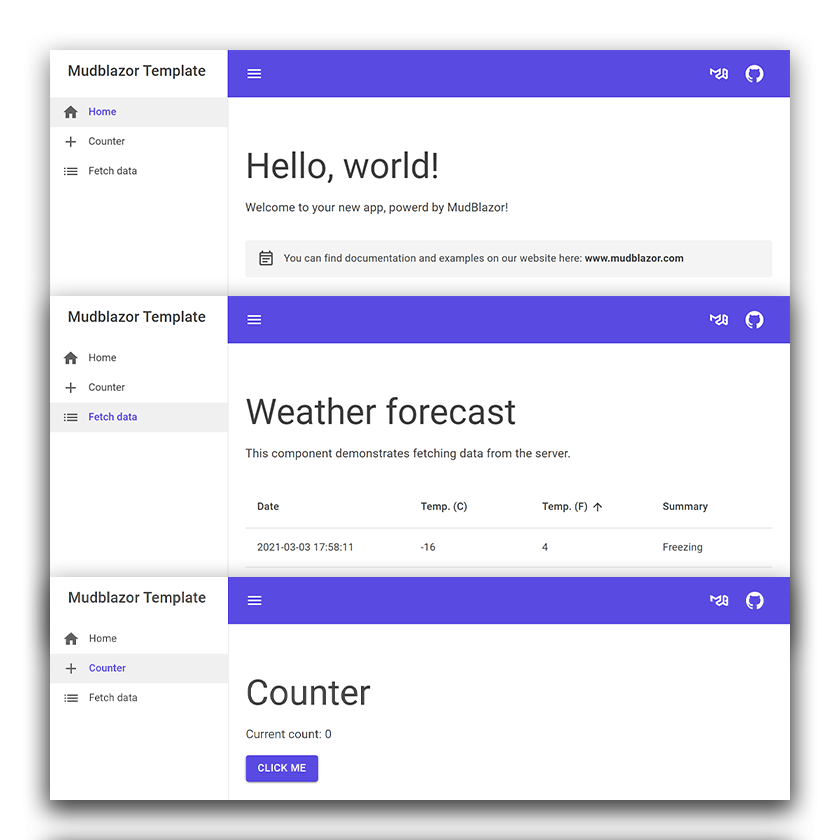 Mudblazor Template
Home
Counter
Fetch data
Hello, world!
Welcome to your new app, powerd by MudBlazor!
You can find documentation and examples on our website here: www.mudblazor.com
Mudblazor Template
Home
Counter
Fetch data
Weather forecast
This component demonstrates fetching data from the server.
Date Temp. (C) Temp. (F) Summary
2021-03-03 17:58:11 -16 4 Freezing
Mudblazor Template
Home
Counter
Fetch data
Counter
Current count: 0
CLICK ME